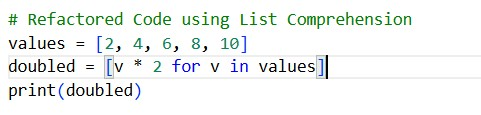 # Refactored Code using List Comprehension
values = [2, 4, 6, 8, 10]
doubled = [v * 2 for v in values]
print(doubled)